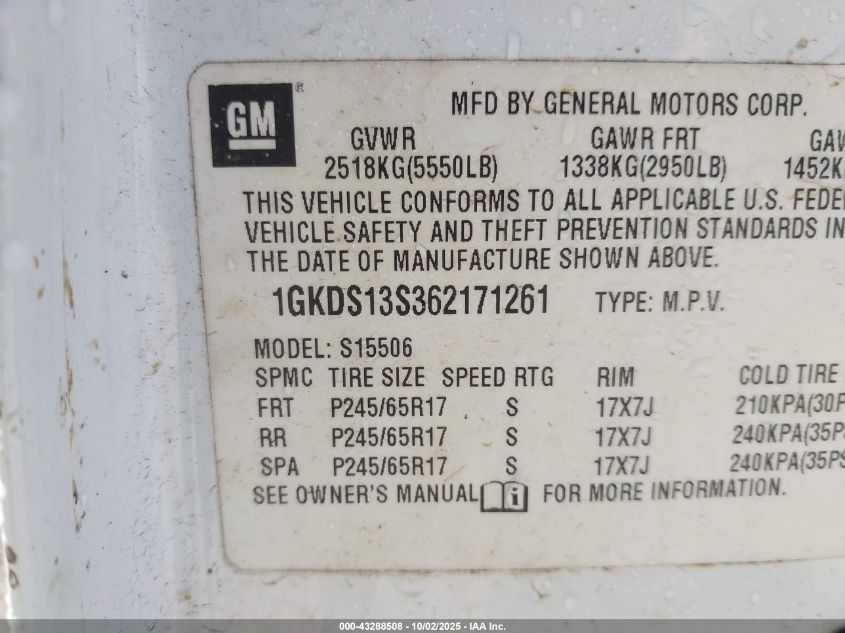 GM ®
MFD BY GENERAL MOTORS CORP.
GVWR GAWR FRT GAW
2518KG(5550LB) 1338KG(2950LB) 1452K
THIS VEHICLE CONFORMS TO ALL APPLICABLE U.S. FEDE
VEHICLE SAFETY AND THEFT PREVENTION STANDARDS IN
THE DATE OF MANUFACTURE SHOWN ABOVE.
1GKDS13S362171261 TYPE: M.P.V.
MODEL: S15506
SPMC TIRE SIZE SPEED RTG RIM COLD TIRE
FRT P245/65R17 S 17X7J 210KPA(30P
RR P245/65R17 S 17X7J 240KPA(35P
SPA P245/65R17 S 17X7J 240KPA(35PS
SEE OWNER'S MANUAL i FOR MORE INFORMATION.
000-43288508 - 10/02/2025 - IAA Inc.